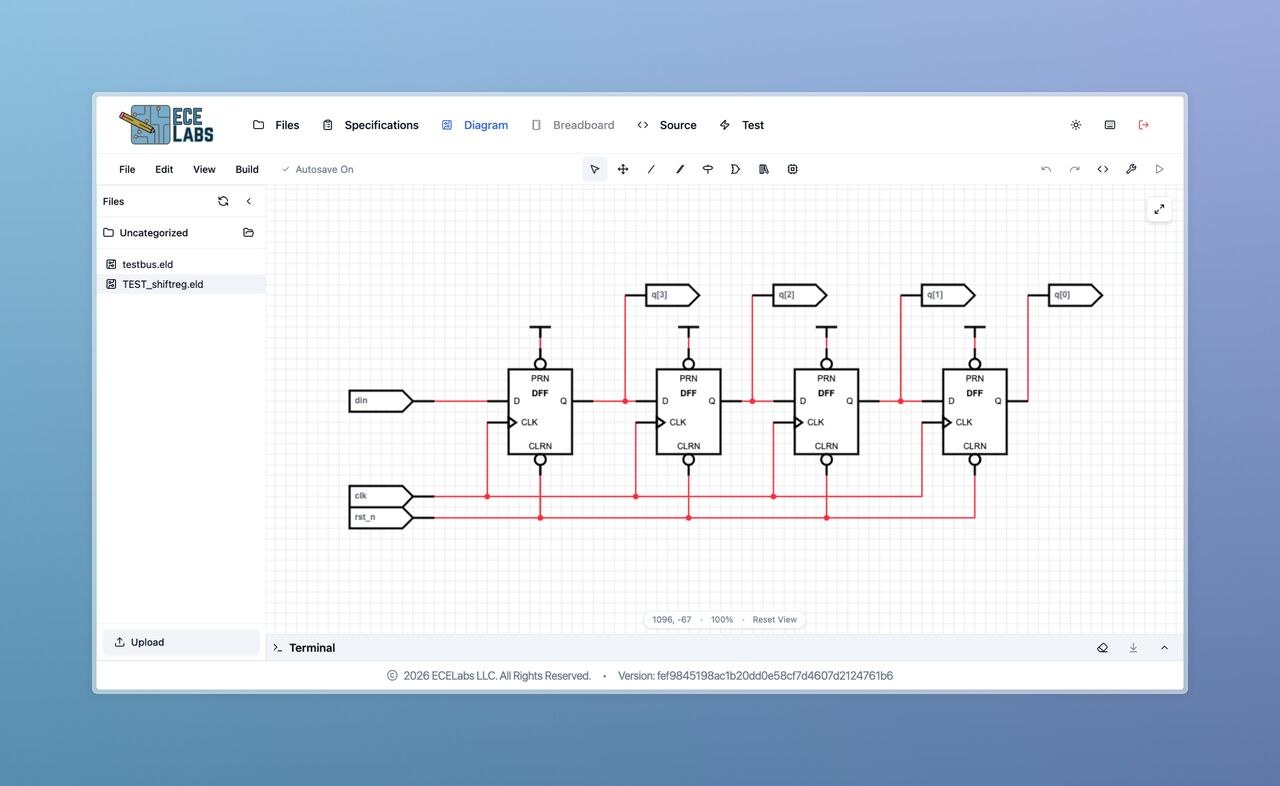 ECE
LABS
Files
Specifications
Diagram
Breadboard
Source
Test
File
Edit
View
Build
Autosave On
Files
Uncategorized
testbus.eld
TEST_shiftreg.eld
q[3]
q[2]
q[1]
q[0]
PRN
DFF
D
Q
CLK
CLRN
PRN
DFF
D
Q
CLK
CLRN
PRN
DFF
D
Q
CLK
CLRN
PRN
DFF
D
Q
CLK
CLRN
din
clk
rst_n
1096, -67 · 100% · Reset View
Upload
>_ Terminal
© 2026 ECELabs LLC. All Rights Reserved. • Version: fef9845198ac1b20dd0e58cf7d4607d2124761b6